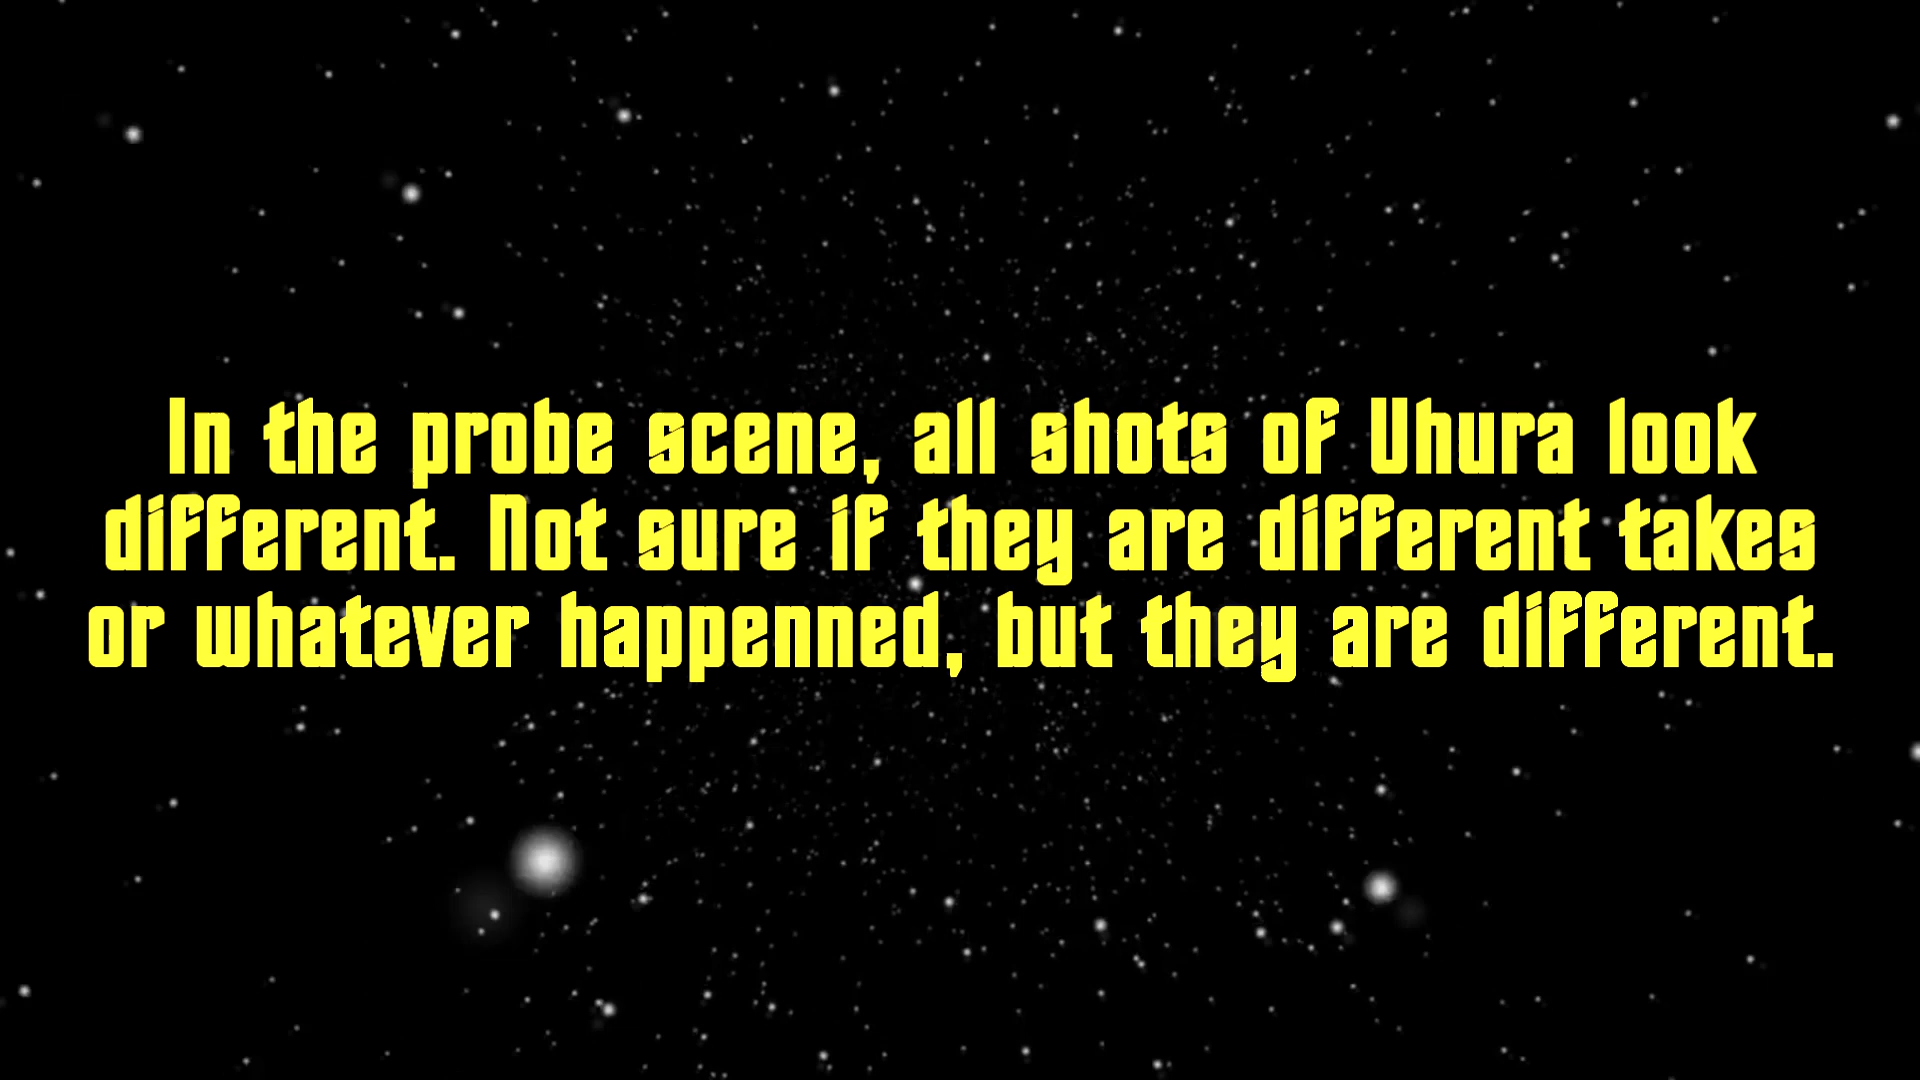 In the probe scene, all shots of Uhura look
different. Not sure if they are different takes
or whatever happenned, but they are different.